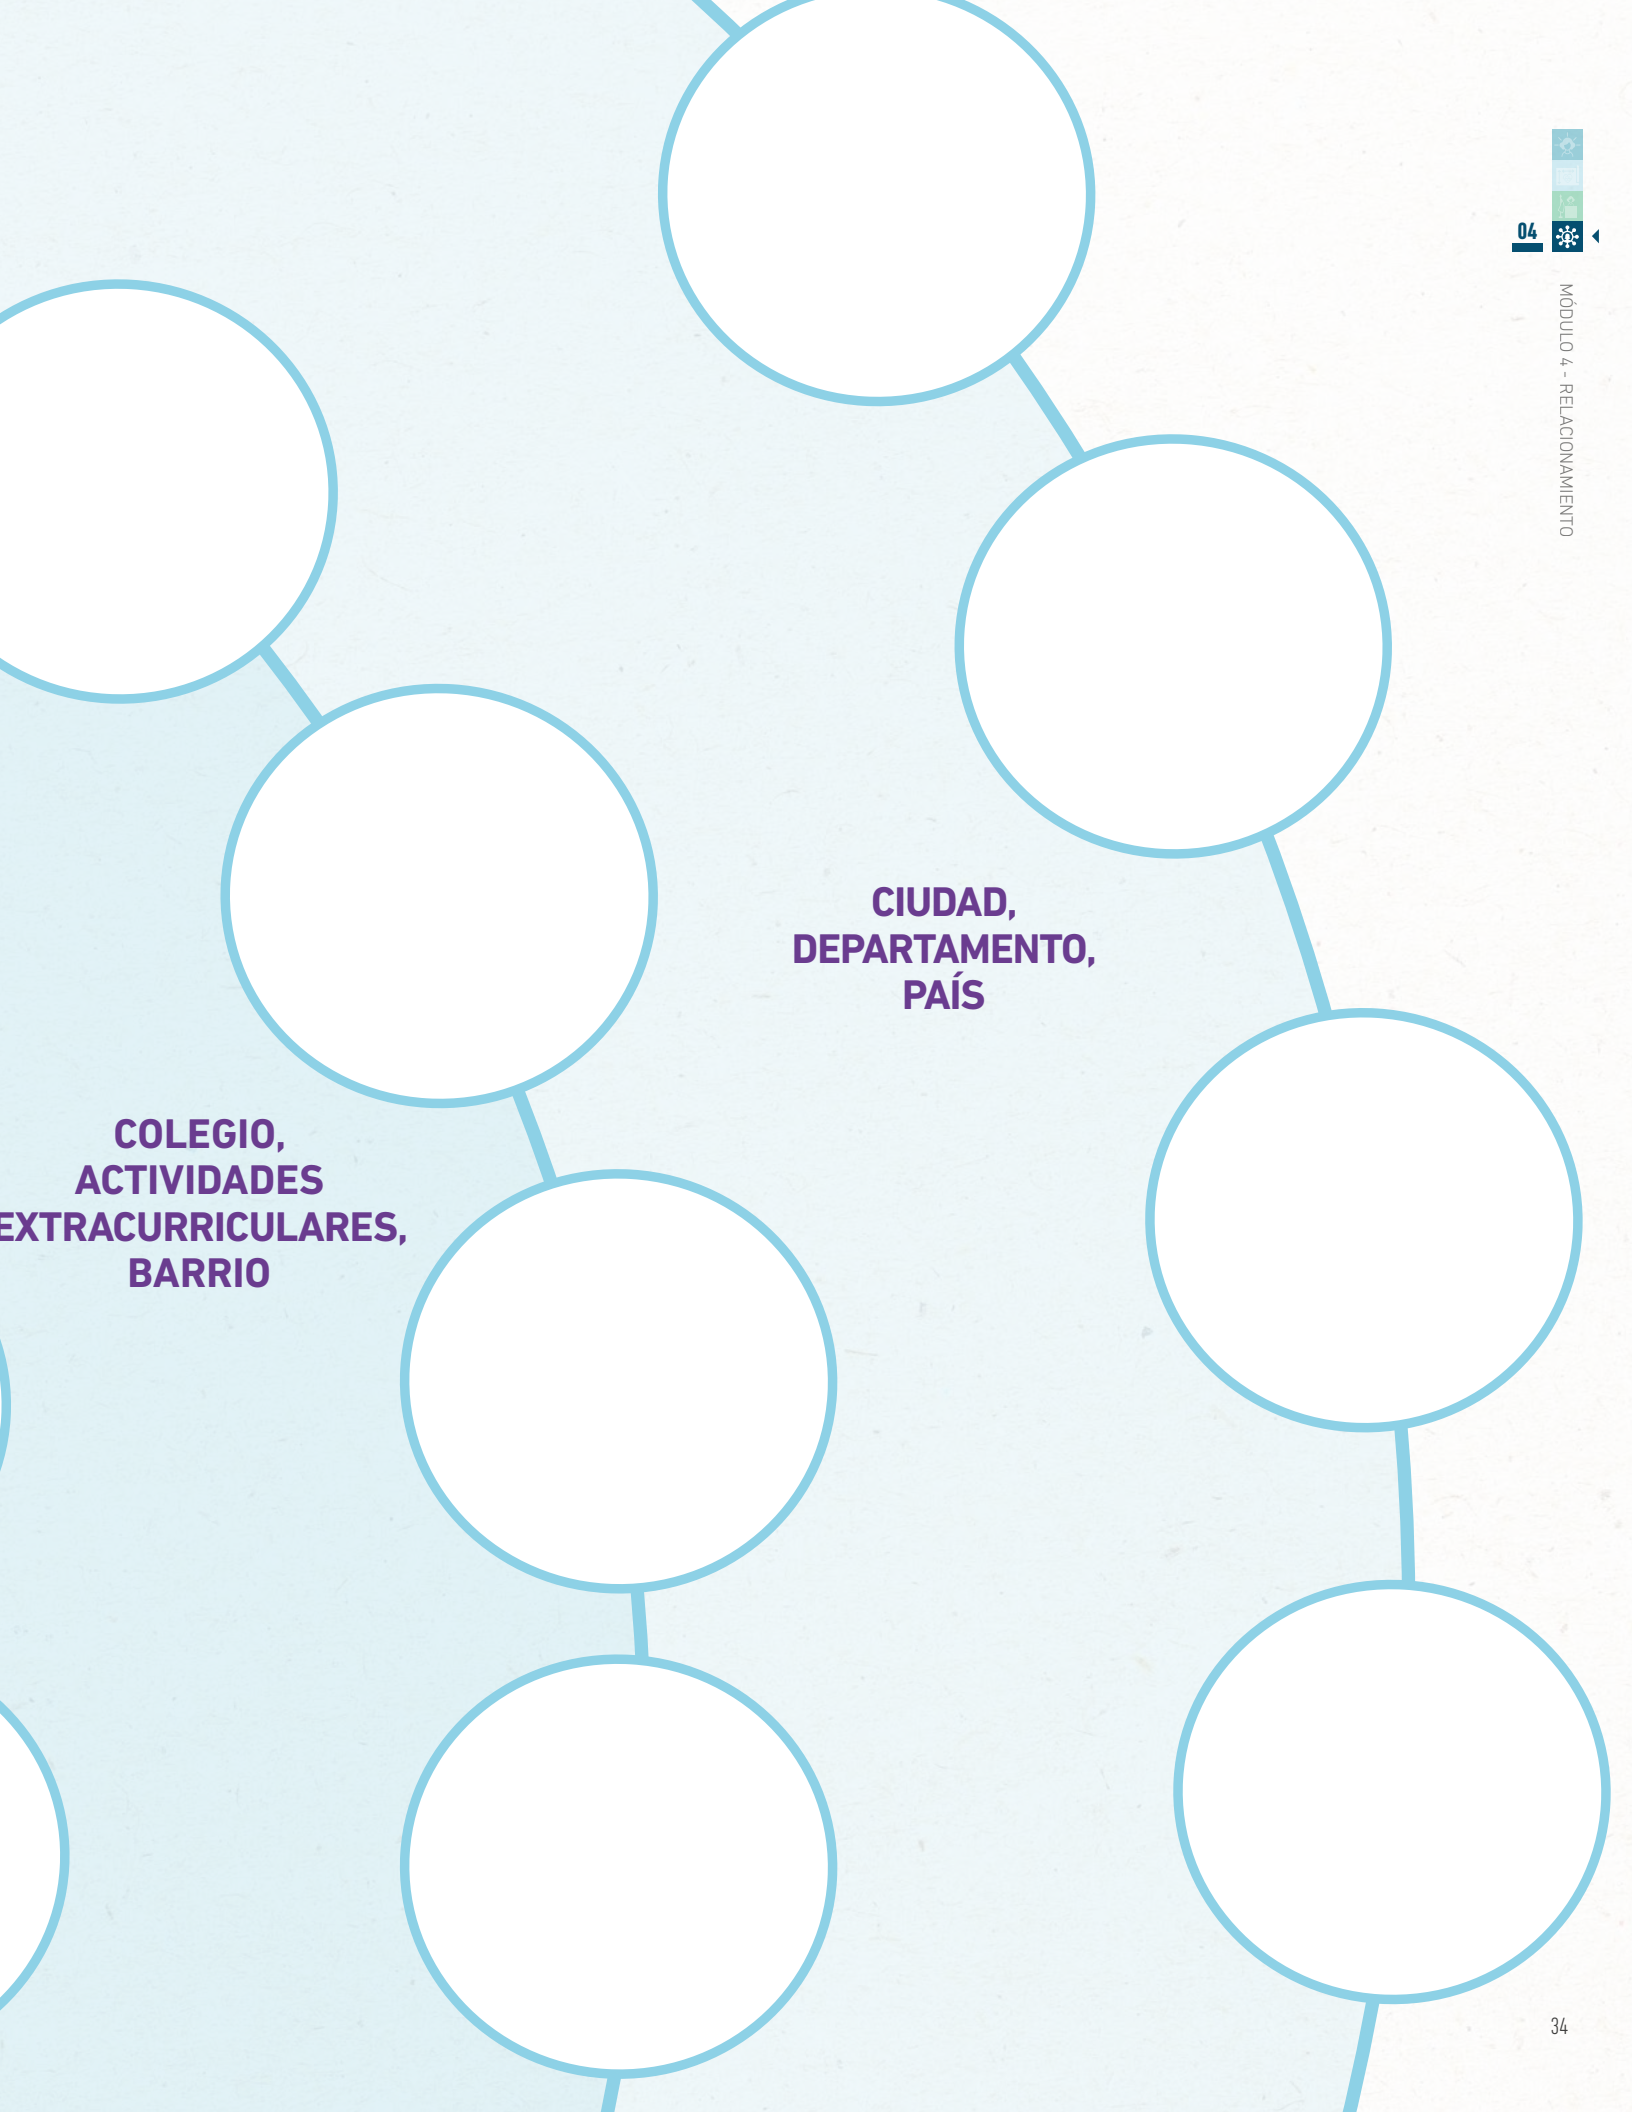 04
MÓDULO 4 - RELACIONAMIENTO
CIUDAD,
DEPARTAMENTO,
PAÍS
COLEGIO,
ACTIVIDADES
EXTRACURRICULARES,
BARRIO
34